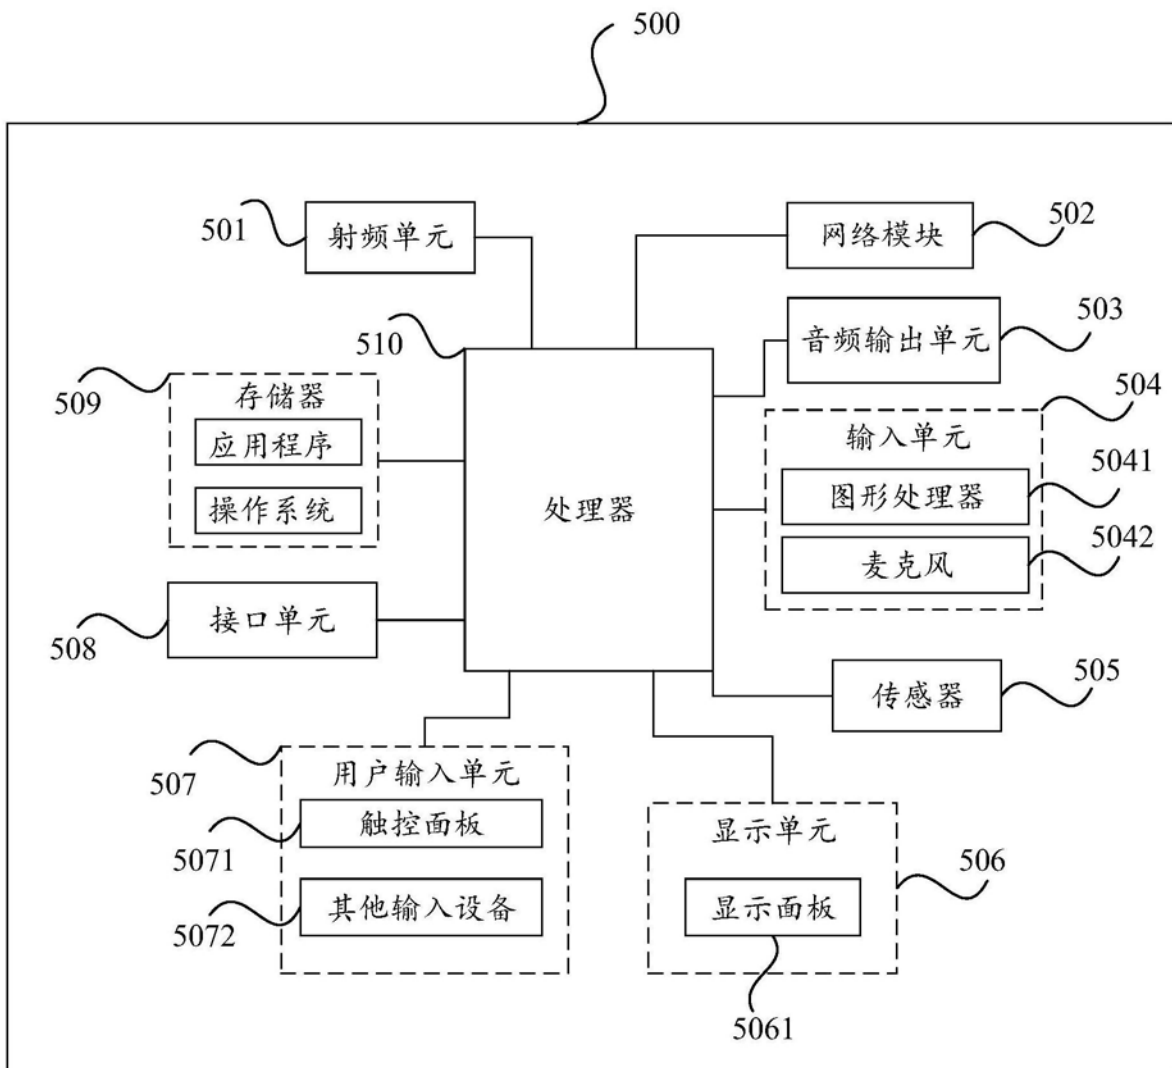 500
501
射频单元
网络模块
502
510
音频输出单元
503
509
存储器
应用程序
操作系统
处理器
504
输入单元
图形处理器
5041
麦克风
5042
508
接口单元
传感器
505
507
用户输入单元
触控面板
5071
其他输入设备
5072
显示单元
506
显示面板
5061